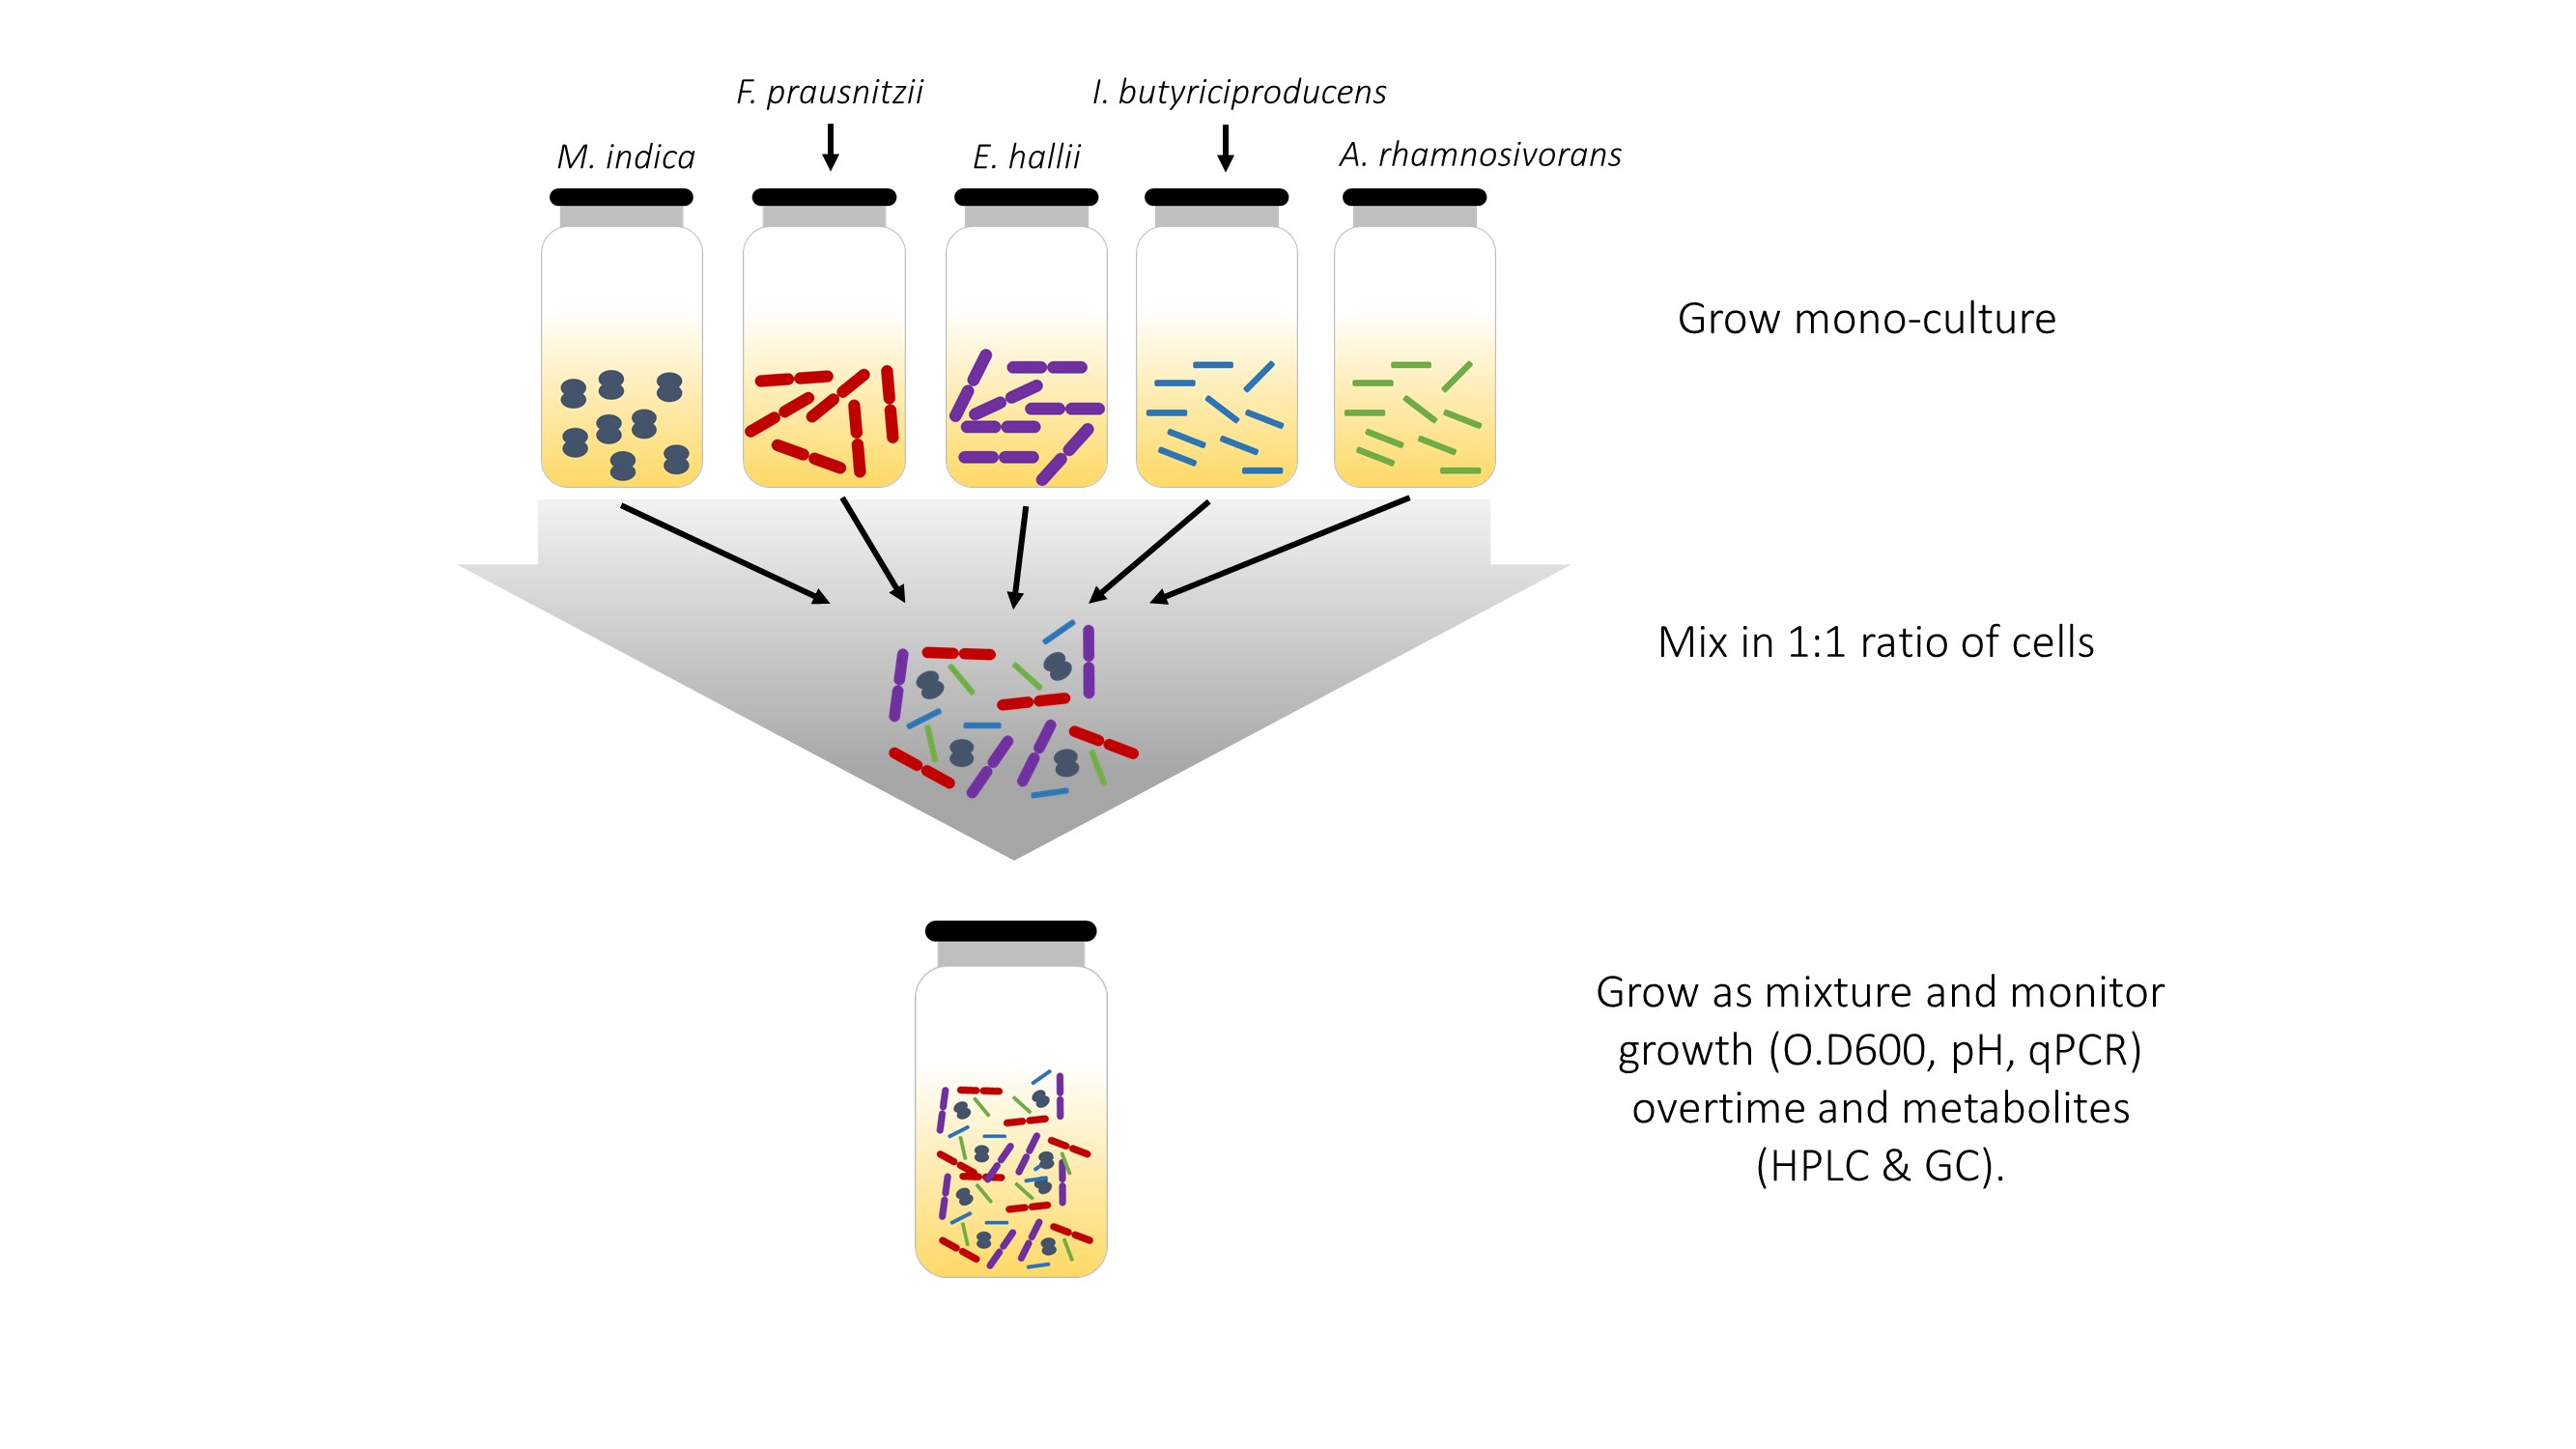 F. prausnitzii
I. butyriciproducens
M. indica
E. hallii
A. rhamnosivorans
Grow mono-culture
Mix in 1:1 ratio of cells
Grow as mixture and monitor
growth (O.D600, pH, qPCR)
overtime and metabolites
(HPLC & GC).